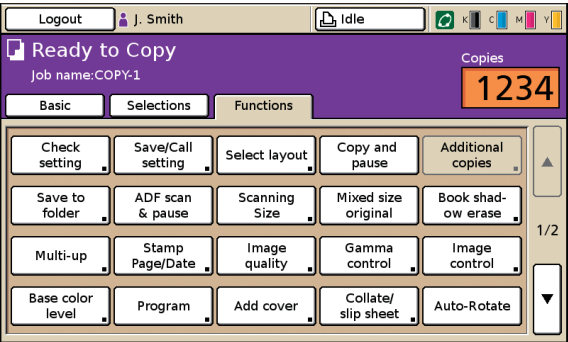 Logout
J. Smith
Idle
K C M Y
Ready to Copy
Job name:COPY-1
Copies
1234
Basic
Selections
Functions
Check
setting
Save/Call
setting
Select layout
Copy and
pause
Additional
copies
Save to
folder
ADF scan
& pause
Scanning
Size
Mixed size
original
Book shad-
ow erase
1/2
Multi-up
Stamp
Page/Date
Image
quality
Gamma
control
Image
control
Base color
level
Program
Add cover
Collate/
slip sheet
Auto-Rotate